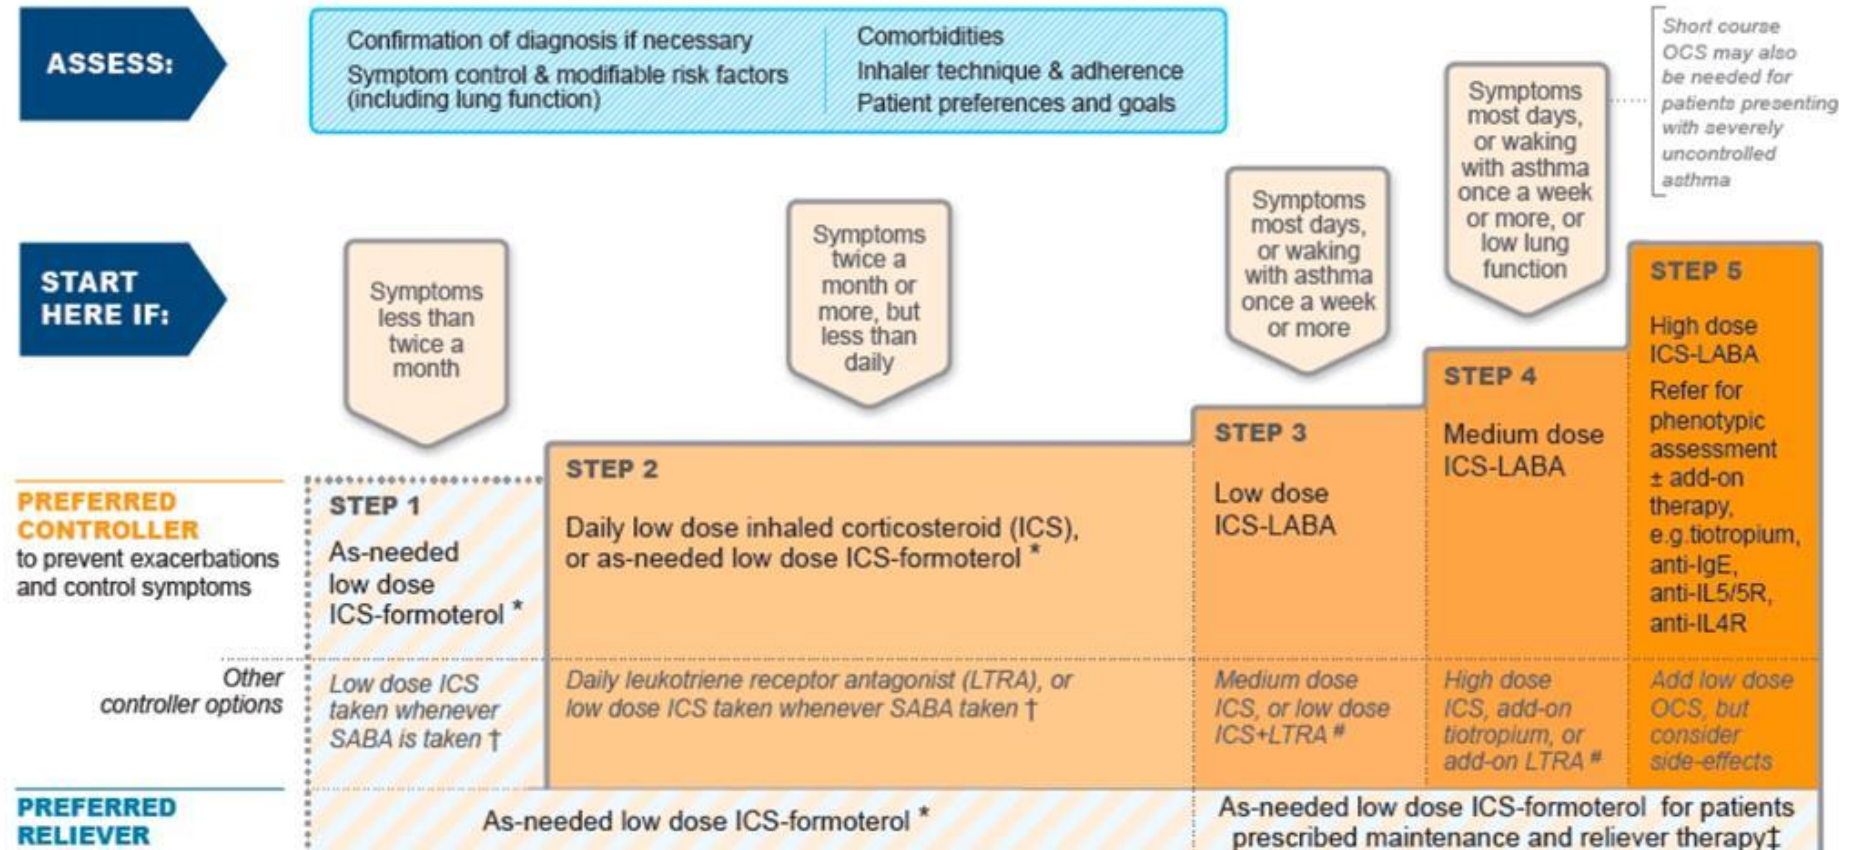 ASSESS:
Confirmation of diagnosis if necessary
Symptom control & modifiable risk factors
(including lung function)
Comorbidities
Inhaler technique & adherence
Patient preferences and goals
Short course
OCS may also
be needed for
patients presenting
with severely
uncontrolled
asthma
START
HERE IF:
Symptoms
less than
twice a
month
Symptoms
twice a
month or
more, but
less than
daily
Symptoms
most days,
or waking
with asthma
once a week
or more
Symptoms
most days,
or waking
with asthma
once a week
or more, or
low lung
function
PREFERRED
CONTROLLER
to prevent exacerbations
and control symptoms
STEP 1
As-needed
low dose
ICS-formoterol *
STEP 2
Daily low dose inhaled corticosteroid (ICS),
or as-needed low dose ICS-formoterol *
STEP 3
Low dose
ICS-LABA
STEP 4
Medium dose
ICS-LABA
STEP 5
High dose
ICS-LABA
Refer for
phenotypic
assessment
± add-on
therapy,
e.g.tiotropium,
anti-IgE,
anti-IL5/5R,
anti-IL4R
Other
controller options
Low dose ICS
taken whenever
SABA is taken †
Daily leukotriene receptor antagonist (LTRA), or
low dose ICS taken whenever SABA taken †
Medium dose
ICS, or low dose
ICS+LTRA #
High dose
ICS, add-on
tiotropium, or
add-on LTRA #
Add low dose
OCS, but
consider
side-effects
PREFERRED
RELIEVER
As-needed low dose ICS-formoterol *
As-needed low dose ICS-formoterol for patients
prescribed maintenance and reliever therapy‡